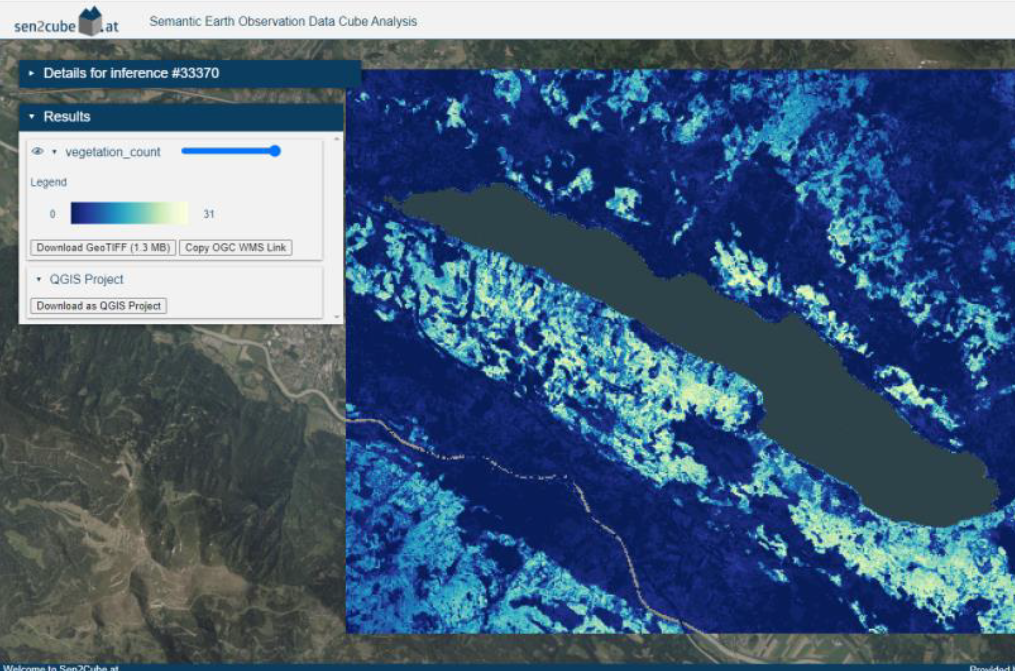 sen2cube.at
Semantic Earth Observation Data Cube Analysis
Details for inference #33370
Results
vegetation_count
Legend
0
31
Download GeoTIFF (1.3 MB)
Copy OGC WMS Link
QGIS Project
Download as QGIS Project
Welcome to Sen2Cube.at
Provided